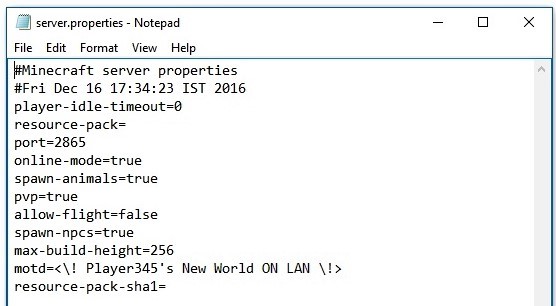 server.properties - Notepad
File Edit Format View Help
#Minecraft server properties
#Fri Dec 16 17:34:23 IST 2016
player-idle-timeout=0
resource-pack=
port=2865
online-mode=true
spawn-animals=true
pvp=true
allow-flight=false
spawn-npcs=true
max-build-height=256
motd=<\! Player345's New World ON LAN \!>
resource-pack-sha1=